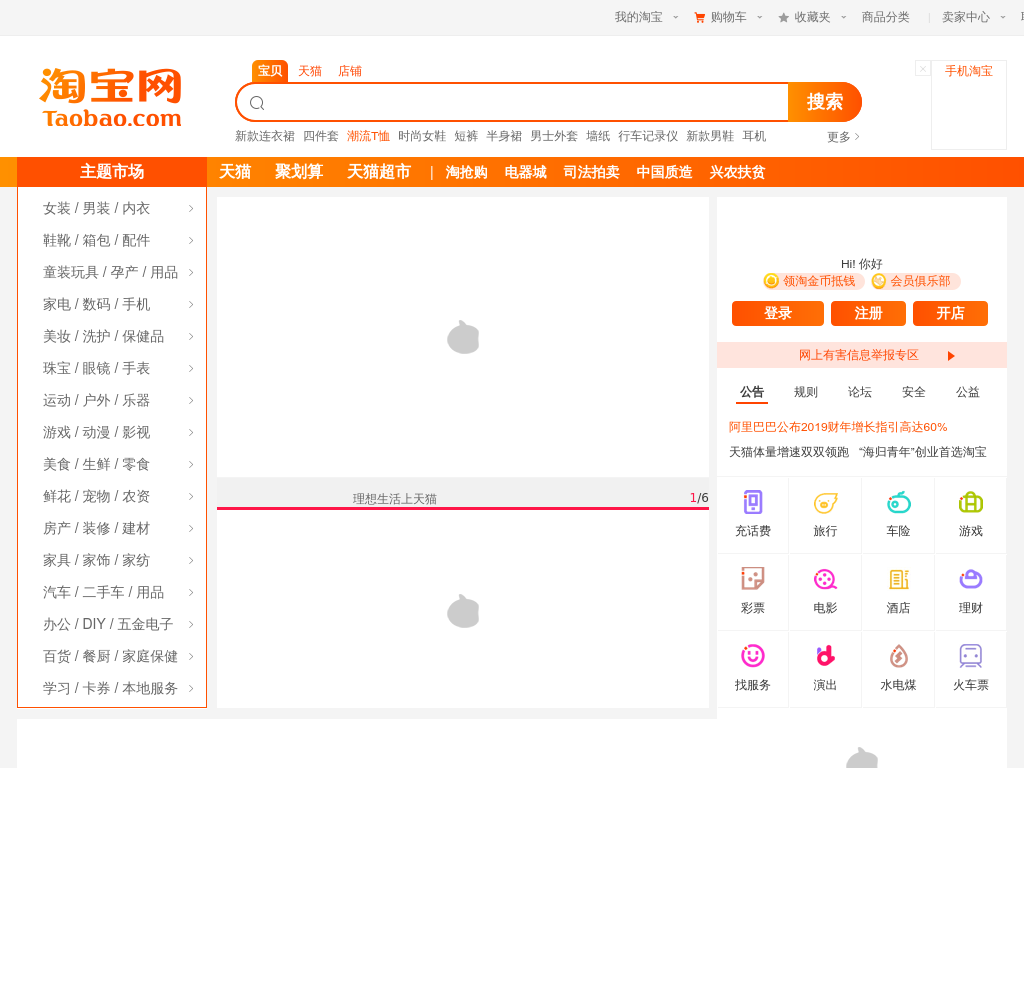 我的淘宝 购物车 收藏夹 商品分类 | 卖家中心
淘宝网
Taobao.com
宝贝 天猫 店铺
搜索
新款连衣裙 四件套 潮流T恤 时尚女鞋 短裤 半身裙 男士外套 墙纸 行车记录仪 新款男鞋 耳机 更多
手机淘宝
主题市场 天猫 聚划算 天猫超市 | 淘抢购 电器城 司法拍卖 中国质造 兴农扶贫
女装 / 男装 / 内衣
鞋靴 / 箱包 / 配件
童装玩具 / 孕产 / 用品
家电 / 数码 / 手机
美妆 / 洗护 / 保健品
珠宝 / 眼镜 / 手表
运动 / 户外 / 乐器
游戏 / 动漫 / 影视
美食 / 生鲜 / 零食
鲜花 / 宠物 / 农资
房产 / 装修 / 建材
家具 / 家饰 / 家纺
汽车 / 二手车 / 用品
办公 / DIY / 五金电子
百货 / 餐厨 / 家庭保健
学习 / 卡券 / 本地服务
理想生活上天猫 1/6
Hi! 你好
领淘金币抵钱 会员俱乐部
登录 注册 开店
网上有害信息举报专区
公告 规则 论坛 安全 公益
阿里巴巴公布2019财年增长指引高达60%
天猫体量增速双双领跑 “海归青年”创业首选淘宝
充话费 旅行 车险 游戏
彩票 电影 酒店 理财
找服务 演出 水电煤 火车票